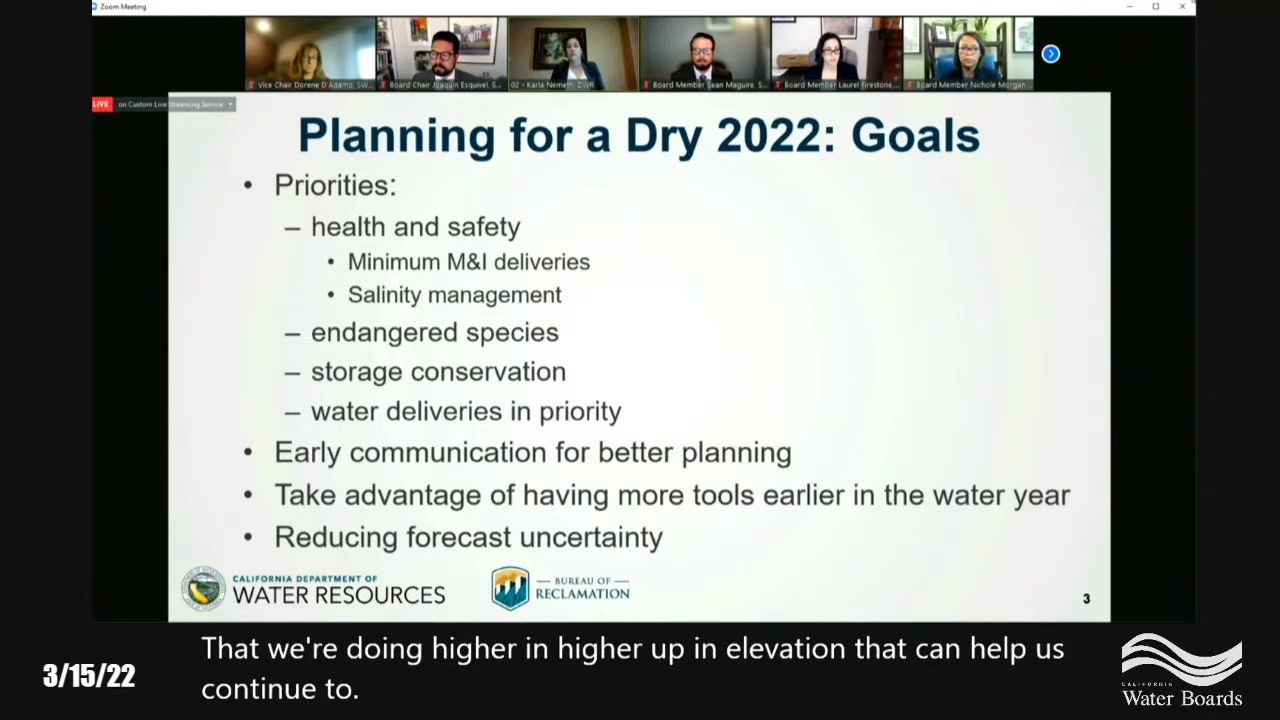 Zoom Meeting
Vice Chair Dorene D'Adamo, SW...
Board Chair Joaquin Esquivel, S...
02 - Karla Nemeth, DWR
Board Member Sean Maguire, S...
Board Member Laurel Firestone,...
Board Member Nichole Morgan...
LIVE on Custom Live Streaming Service
Planning for a Dry 2022: Goals
• Priorities:
– health and safety
• Minimum M&I deliveries
• Salinity management
– endangered species
– storage conservation
– water deliveries in priority
• Early communication for better planning
• Take advantage of having more tools earlier in the water year
• Reducing forecast uncertainty
CALIFORNIA DEPARTMENT OF
WATER RESOURCES
— BUREAU OF —
RECLAMATION
3
3/15/22
That we're doing higher in higher up in elevation that can help us
continue to.
CALIFORNIA
Water Boards